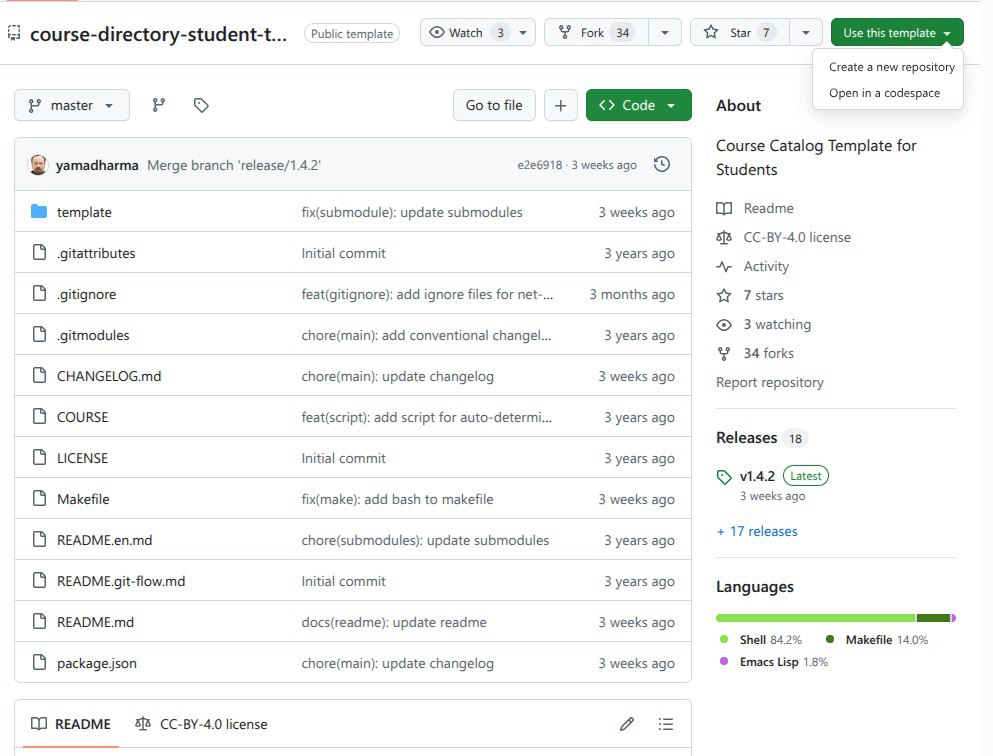 course-directory-student-t... Public template Watch 3 Fork 34 Star 7 Use this template
Create a new repository
Open in a codespace
master Go to file Code
yamadharma Merge branch 'release/1.4.2' e2e6918 · 3 weeks ago
template fix(submodule): update submodules 3 weeks ago
.gitattributes Initial commit 3 years ago
.gitignore feat(gitignore): add ignore files for net-... 3 months ago
.gitmodules chore(main): add conventional changel... 3 years ago
CHANGELOG.md chore(main): update changelog 3 weeks ago
COURSE feat(script): add script for auto-determi... 3 years ago
LICENSE Initial commit 3 years ago
Makefile fix(make): add bash to makefile 3 weeks ago
README.en.md chore(submodules): update submodules 3 years ago
README.git-flow.md Initial commit 3 years ago
README.md docs(readme): update readme 3 weeks ago
package.json chore(main): update changelog 3 weeks ago
README CC-BY-4.0 license
About
Course Catalog Template for
Students
Readme
CC-BY-4.0 license
Activity
7 stars
3 watching
34 forks
Report repository
Releases 18
v1.4.2 Latest
3 weeks ago
+ 17 releases
Languages
Shell 84.2% Makefile 14.0%
Emacs Lisp 1.8%